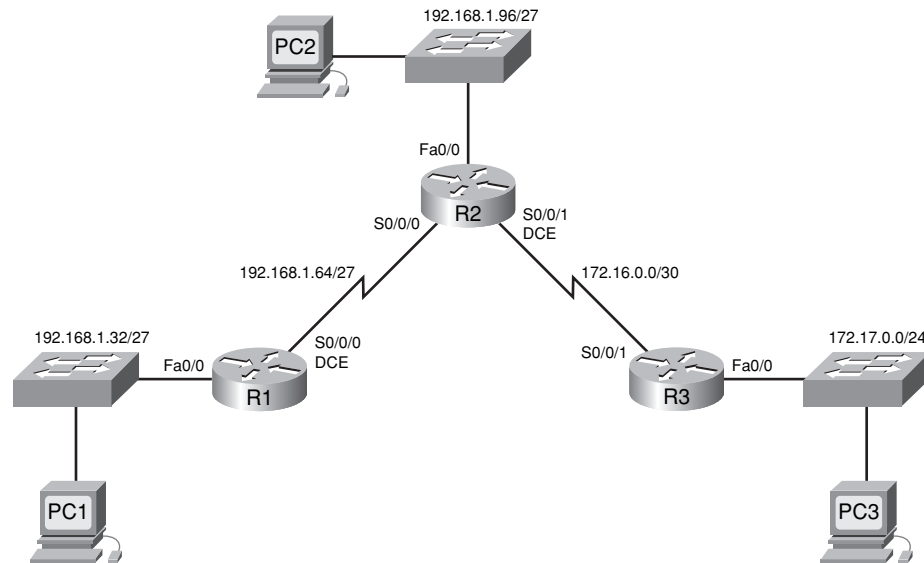 192.168.1.96/27
PC2
Fa0/0
R2
S0/0/0
S0/0/1
DCE
192.168.1.64/27
172.16.0.0/30
192.168.1.32/27
Fa0/0
S0/0/0
DCE
R1
S0/0/1
Fa0/0
172.17.0.0/24
R3
PC1
PC3